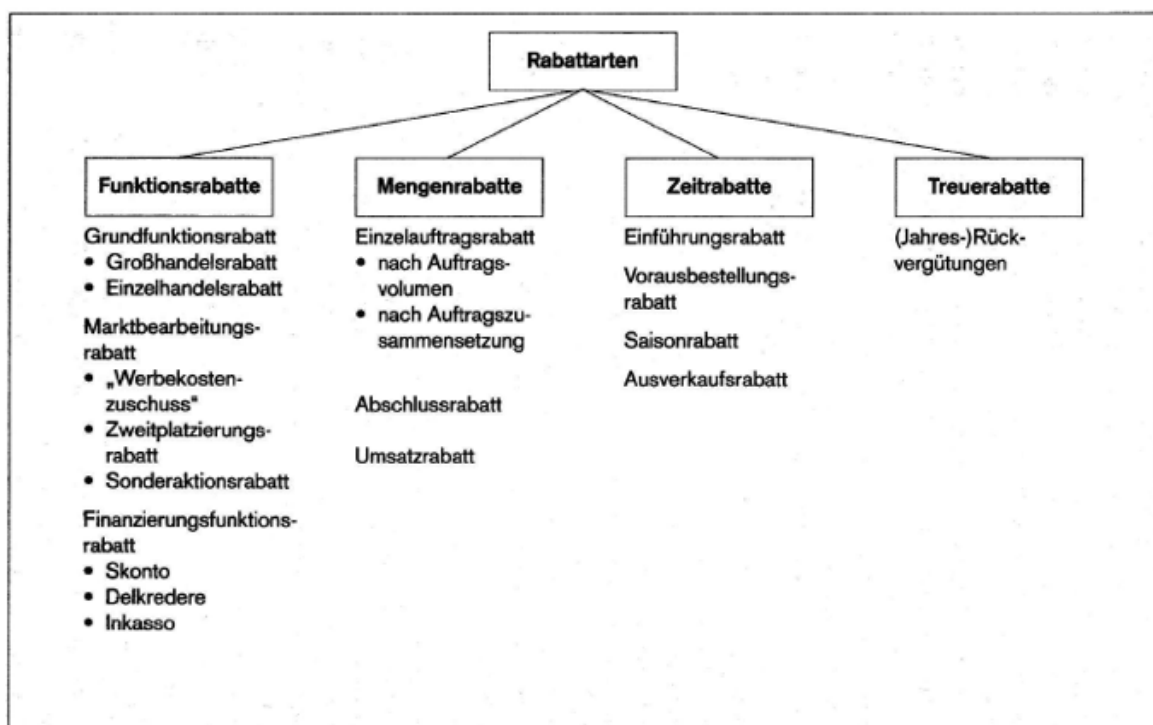 Rabattarten
Funktionsrabatte
Grundfunktionsrabatt
• Großhandelsrabatt
• Einzelhandelsrabatt
Marktbearbeitungs-
rabatt
• „Werbekosten-
zuschuss“
• Zweitplatzierungs-
rabatt
• Sonderaktionsrabatt
Finanzierungsfunktions-
rabatt
• Skonto
• Delkredere
• Inkasso
Mengenrabatte
Einzelauftragsrabatt
• nach Auftrags-
volumen
• nach Auftragszu-
sammensetzung
Abschlussrabatt
Umsatzrabatt
Zeitrabatte
Einführungsrabatt
Vorausbestellungs-
rabatt
Saisonrabatt
Ausverkaufsrabatt
Treuerabatte
(Jahres-)Rück-
vergütungen